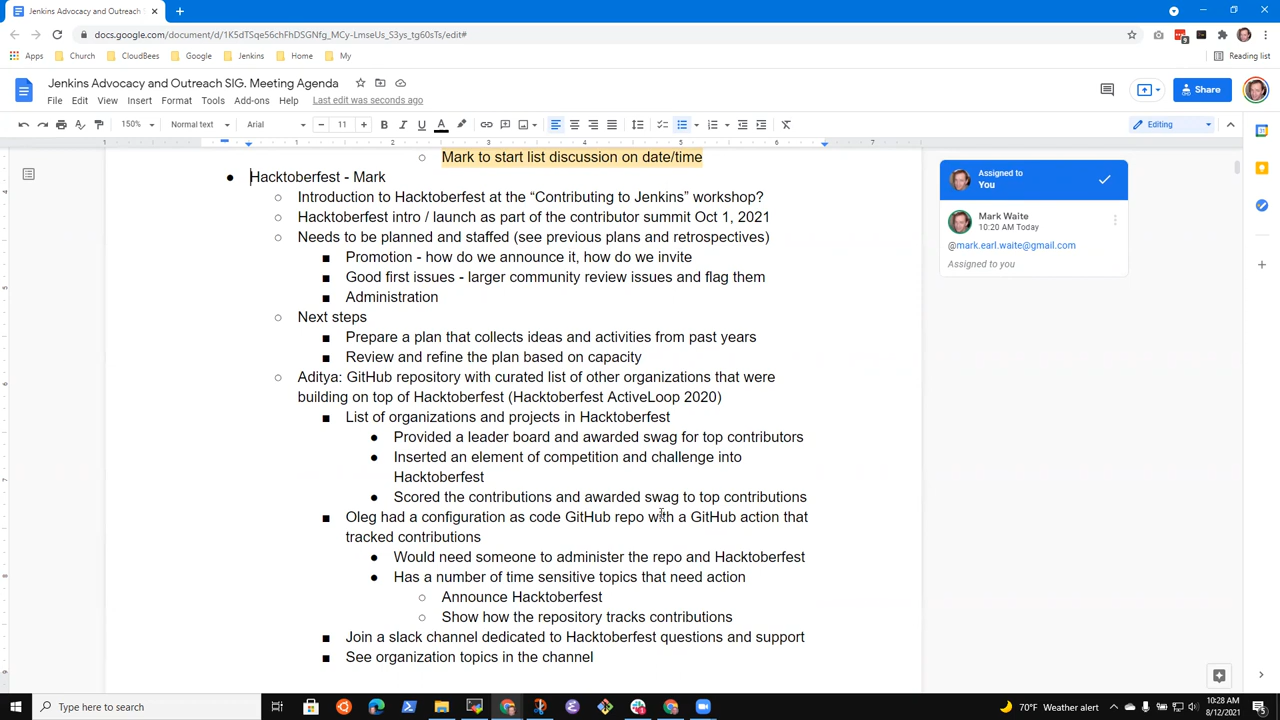 Jenkins Advocacy and Outreach S
docs.google.com/document/d/1K5dTSqe56chFhDSGNfg_MCy-LmseUs_S3ys_tg60sTs/edit#
Apps Church CloudBees Google Jenkins Home My Reading list
Jenkins Advocacy and Outreach SIG. Meeting Agenda
File Edit View Insert Format Tools Add-ons Help Last edit was seconds ago
Share
150% Normal text Arial 11 Editing
1 1 2 3 4 5 6 7
Mark to start list discussion on date/time
Hacktoberfest - Mark
Introduction to Hacktoberfest at the “Contributing to Jenkins” workshop?
Hacktoberfest intro / launch as part of the contributor summit Oct 1, 2021
Needs to be planned and staffed (see previous plans and retrospectives)
Promotion - how do we announce it, how do we invite
Good first issues - larger community review issues and flag them
Administration
Next steps
Prepare a plan that collects ideas and activities from past years
Review and refine the plan based on capacity
Aditya: GitHub repository with curated list of other organizations that were
building on top of Hacktoberfest (Hacktoberfest ActiveLoop 2020)
List of organizations and projects in Hacktoberfest
Provided a leader board and awarded swag for top contributors
Inserted an element of competition and challenge into
Hacktoberfest
Scored the contributions and awarded swag to top contributions
Oleg had a configuration as code GitHub repo with a GitHub action that
tracked contributions
Would need someone to administer the repo and Hacktoberfest
Has a number of time sensitive topics that need action
Announce Hacktoberfest
Show how the repository tracks contributions
Join a slack channel dedicated to Hacktoberfest questions and support
See organization topics in the channel
Assigned to
You
Mark Waite
10:20 AM Today
@mark.earl.waite@gmail.com
Assigned to you
Type here to search
70°F Weather alert
10:28 AM
8/12/2021